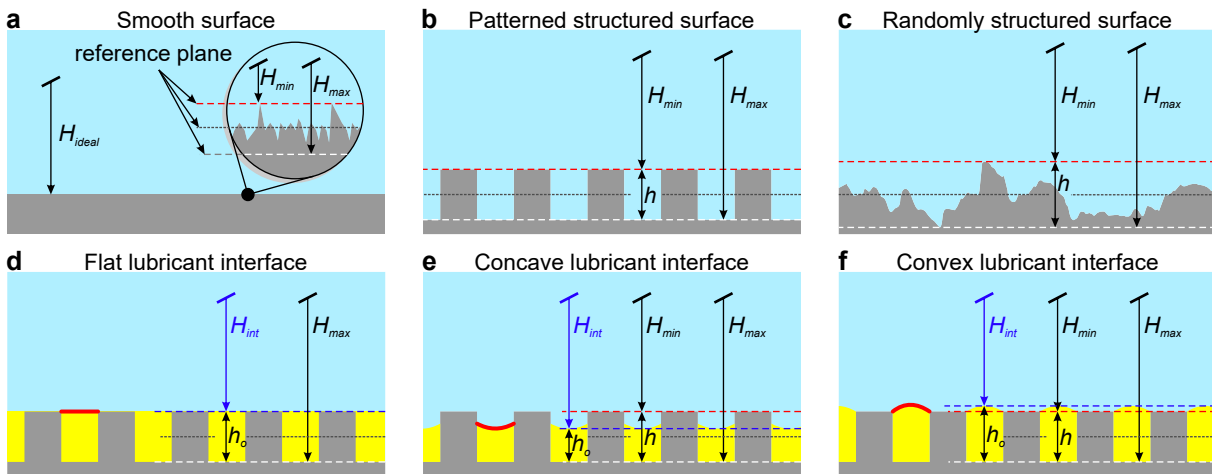 a Smooth surface
reference plane
H_min
H_max
H_ideal
b Patterned structured surface
H_min
H_max
h
c Randomly structured surface
H_min
H_max
h
d Flat lubricant interface
H_int
H_max
h_o
e Concave lubricant interface
H_int
H_min
H_max
h_o
h
f Convex lubricant interface
H_int
H_min
H_max
h_o
h